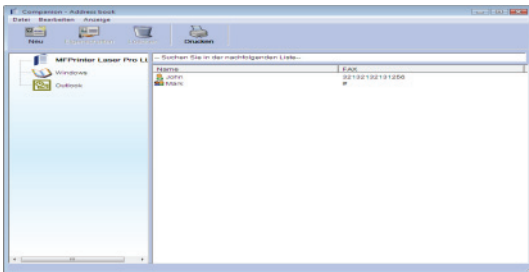 Companion - Address book
Datei Bearbeiten Anzeige
Neu
Drucken
MFPrinter Laser Pro LL
Windows
Outlook
-- Suchen Sie in der nachfolgenden Liste--
Name FAX
John 32132132131256
Mark #